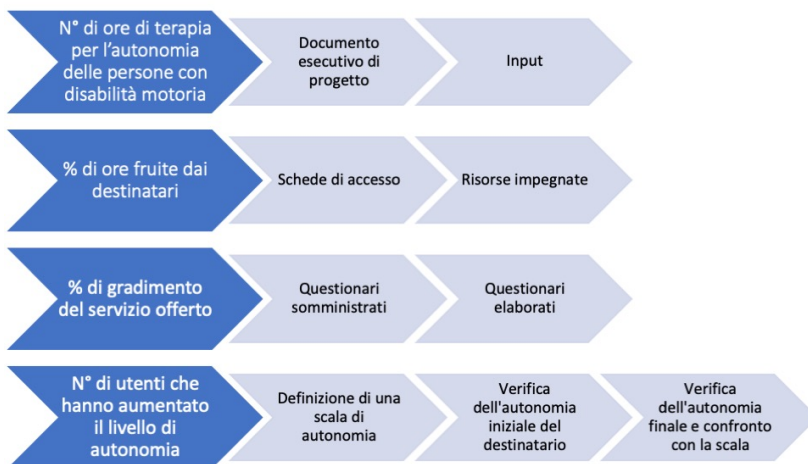 N° di ore di terapia
per l'autonomia
delle persone con
disabilità motoria
Documento
esecutivo di
progetto
Input
% di ore fruite dai
destinatari
Schede di accesso
Risorse impegnate
% di gradimento
del servizio offerto
Questionari
somministrati
Questionari
elaborati
N° di utenti che
hanno aumentato
il livello di
autonomia
Definizione di una
scala di
autonomia
Verifica
dell'autonomia
iniziale del
destinatario
Verifica
dell'autonomia
finale e confronto
con la scala